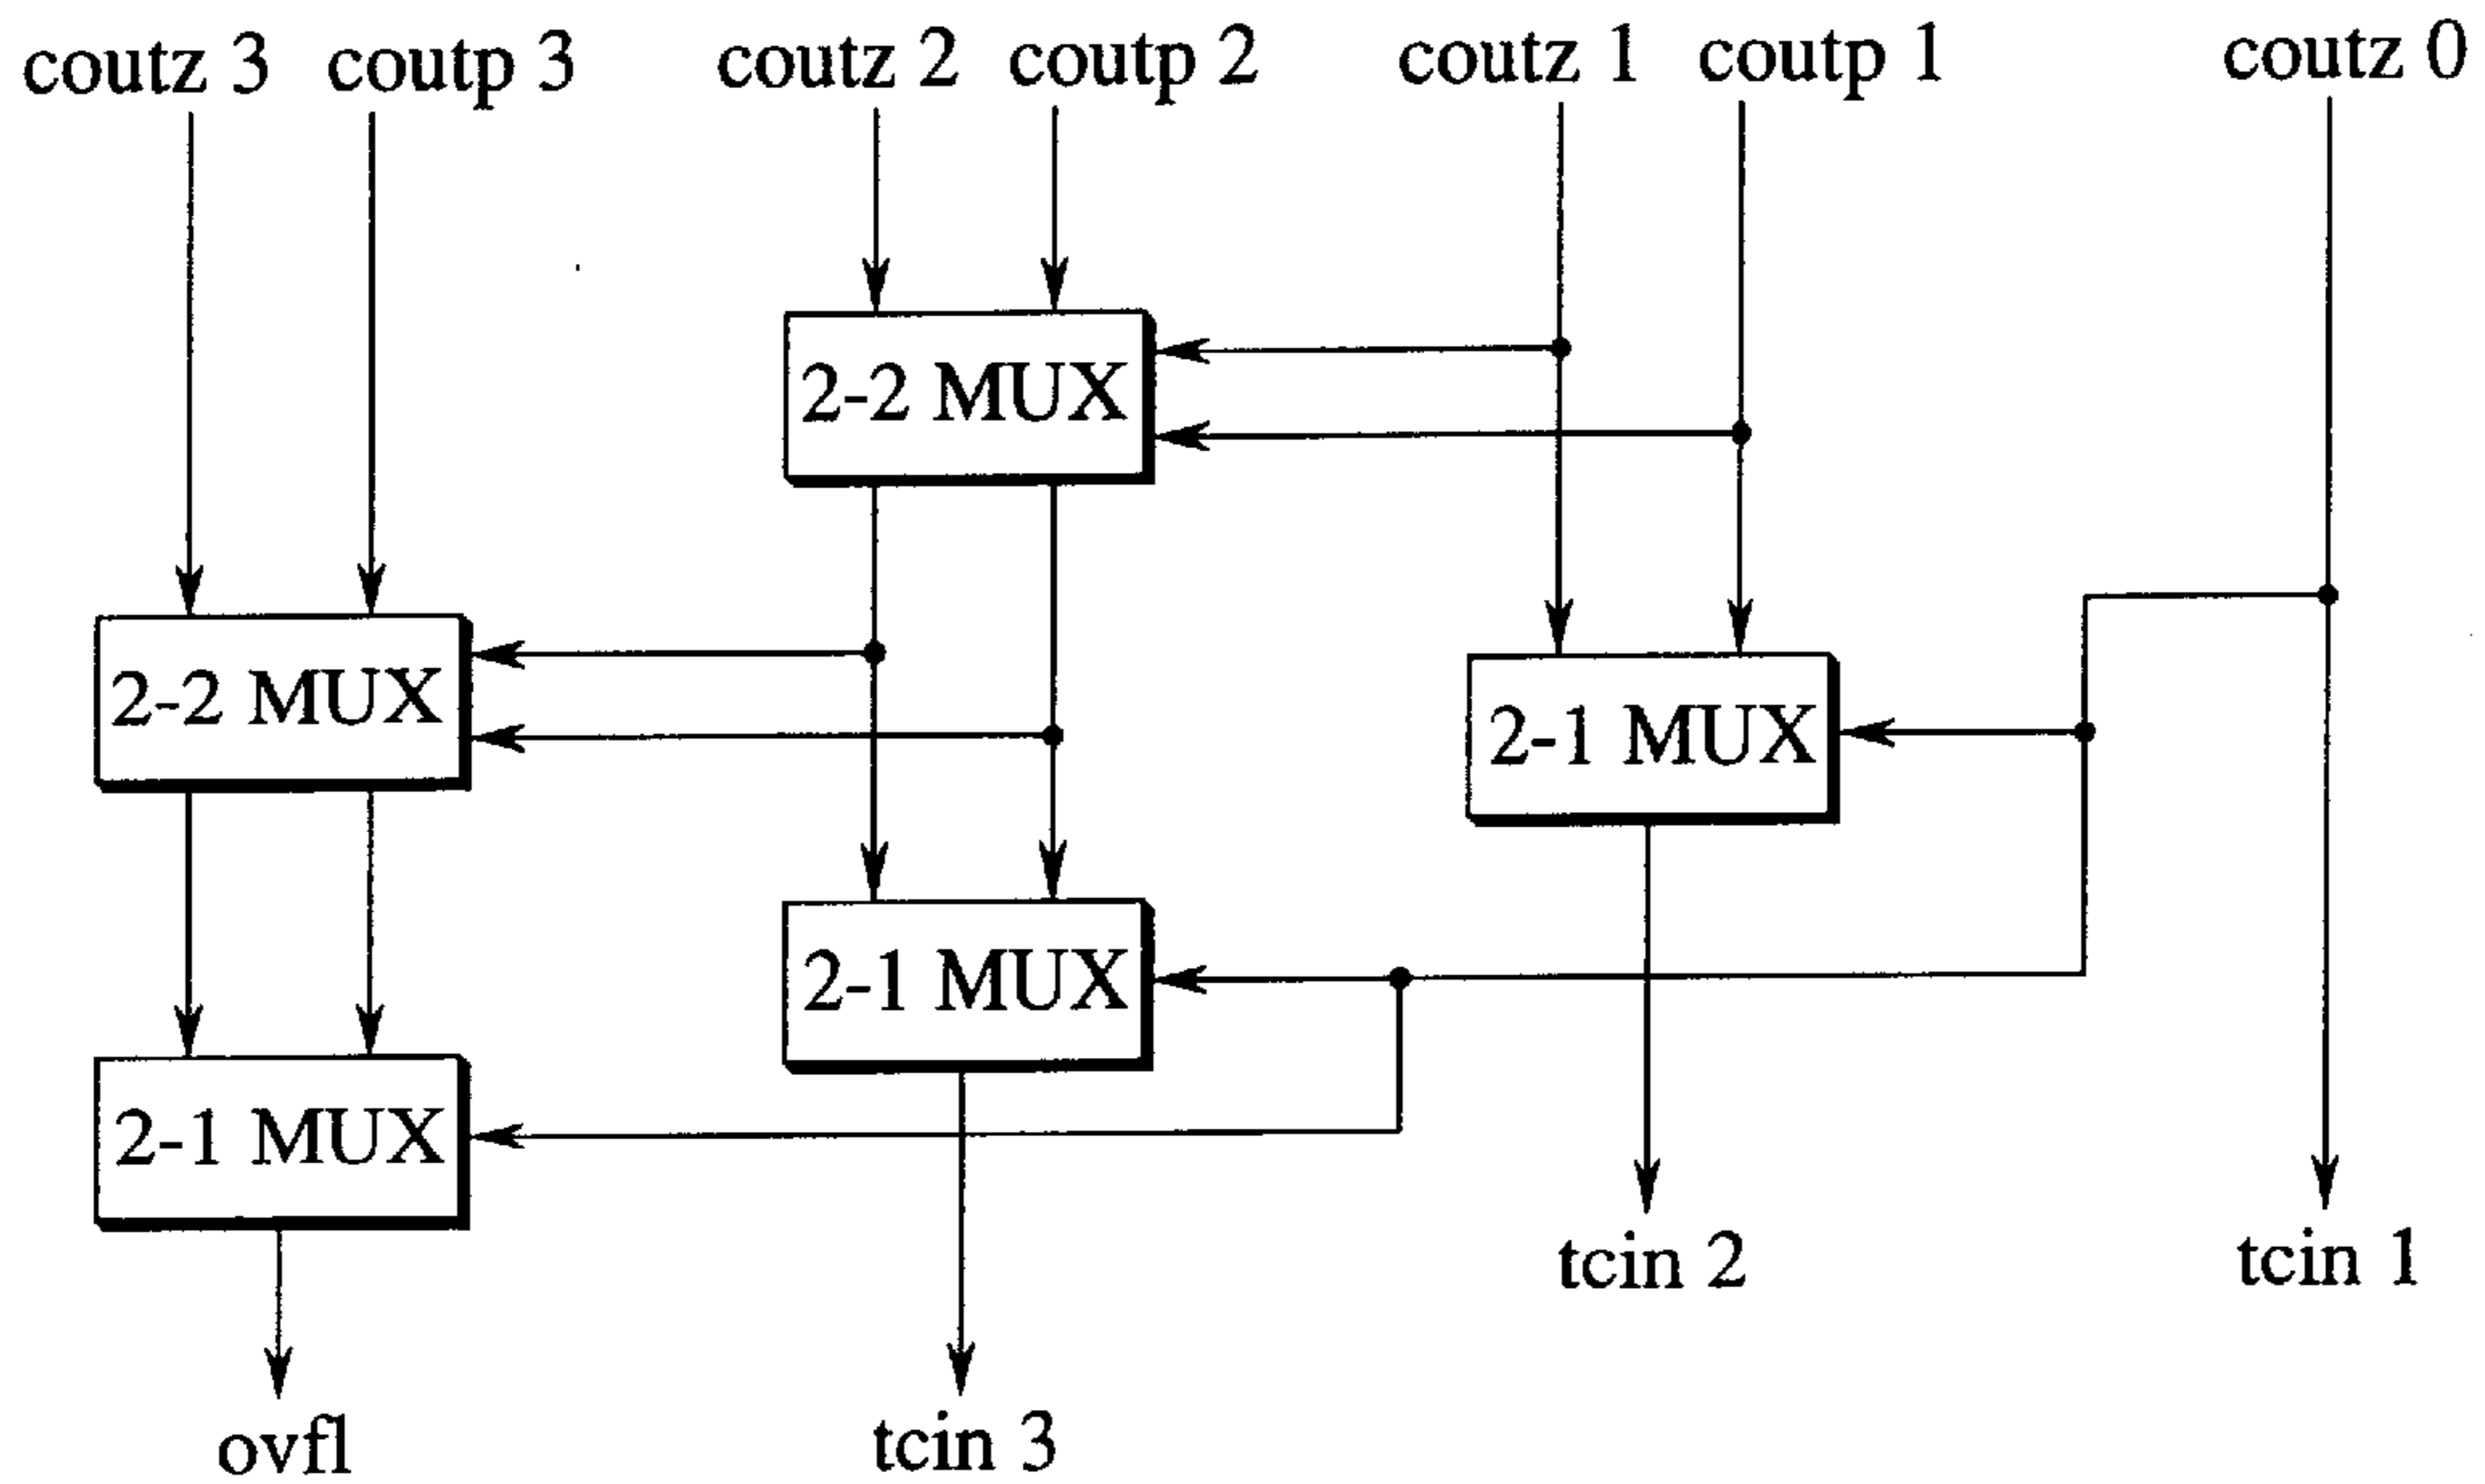 coutz 3 coutp 3 coutz 2 coutp 2 coutz 1 coutp 1 coutz 0
2-2 MUX
2-2 MUX
2-1 MUX
2-1 MUX
2-1 MUX
tcin 2 tcin 1
ovfl tcin 3